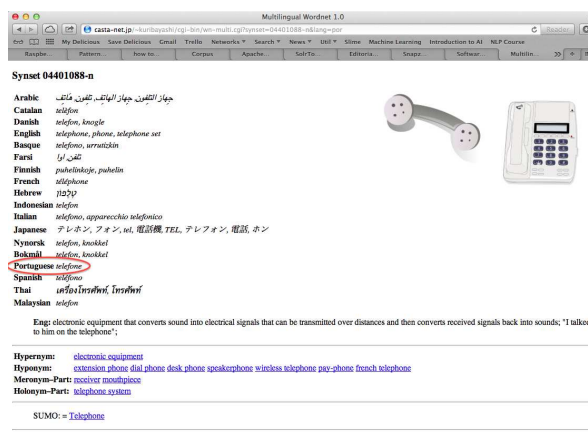 Multilingual Wordnet 1.0
casta-net.jp/~kuribayashi/cgi-bin/wn-multi.cgi?synset=04401088-n&lang=por
Reader
My Delicious Save Delicious Gmail Trello Networks ▼ Search ▼ News ▼ Util ▼ Slime Machine Learning Introduction to AI NLP Course
Raspbe... Pattern... how to... Corpus Apache... SolrTo... Editoria... Snapz... Softwar... Multilin...
Synset 04401088-n
Arabic جهاز التلفون, جهاز الهاتف, تلفون, هاتف
Catalan telèfon
Danish telefon, knogle
English telephone, phone, telephone set
Basque telefono, urrutizkin
Farsi تلفن, اوا
Finnish puhelinkoje, puhelin
French téléphone
Hebrew טֶלֶפוֹן
Indonesian telefon
Italian telefono, apparecchio telefonico
Japanese テレホン, フォン, tel, 電話機, TEL, テレフォン, 電話, ホン
Nynorsk telefon, knokkel
Bokmål telefon, knokkel
Portuguese telefone
Spanish teléfono
Thai เครื่องโทรศัพท์, โทรศัพท์
Malaysian telefon
Eng: electronic equipment that converts sound into electrical signals that can be transmitted over distances and then converts received signals back into sounds; "I talked
to him on the telephone";
Hypernym: electronic equipment
Hyponym: extension phone dial phone desk phone speakerphone wireless telephone pay-phone french telephone
Meronym–Part: receiver mouthpiece
Holonym–Part: telephone system
SUMO: = Telephone